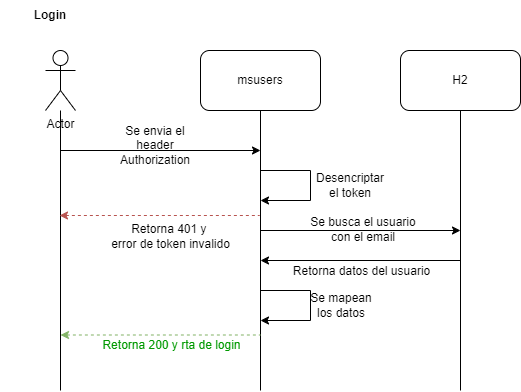 Login
msusers
H2
Actor
Se envia el
header
Authorization
Desencriptar
el token
Retorna 401 y
error de token invalido
Se busca el usuario
con el email
Retorna datos del usuario
Se mapean
los datos
Retorna 200 y rta de login